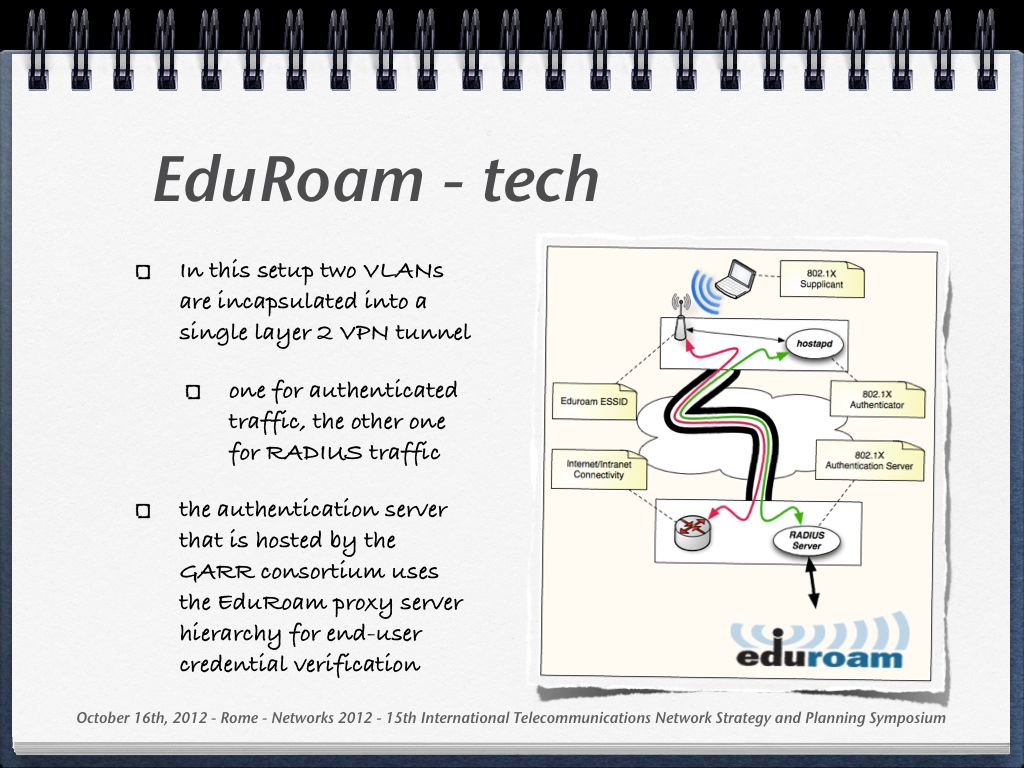 EduRoam - tech
In this setup two VLANs
are incapsulated into a
single layer 2 VPN tunnel
one for authenticated
traffic, the other one
for RADIUS traffic
the authentication server
that is hosted by the
GARR consortium uses
the EduRoam proxy server
hierarchy for end-user
credential verification
802.1X
Supplicant
hostapd
Eduroam ESSID
802.1X
Authenticator
Internet/Intranet
Connectivity
802.1X
Authentication Server
RADIUS
Server
eduroam
October 16th, 2012 - Rome - Networks 2012 - 15th International Telecommunications Network Strategy and Planning Symposium